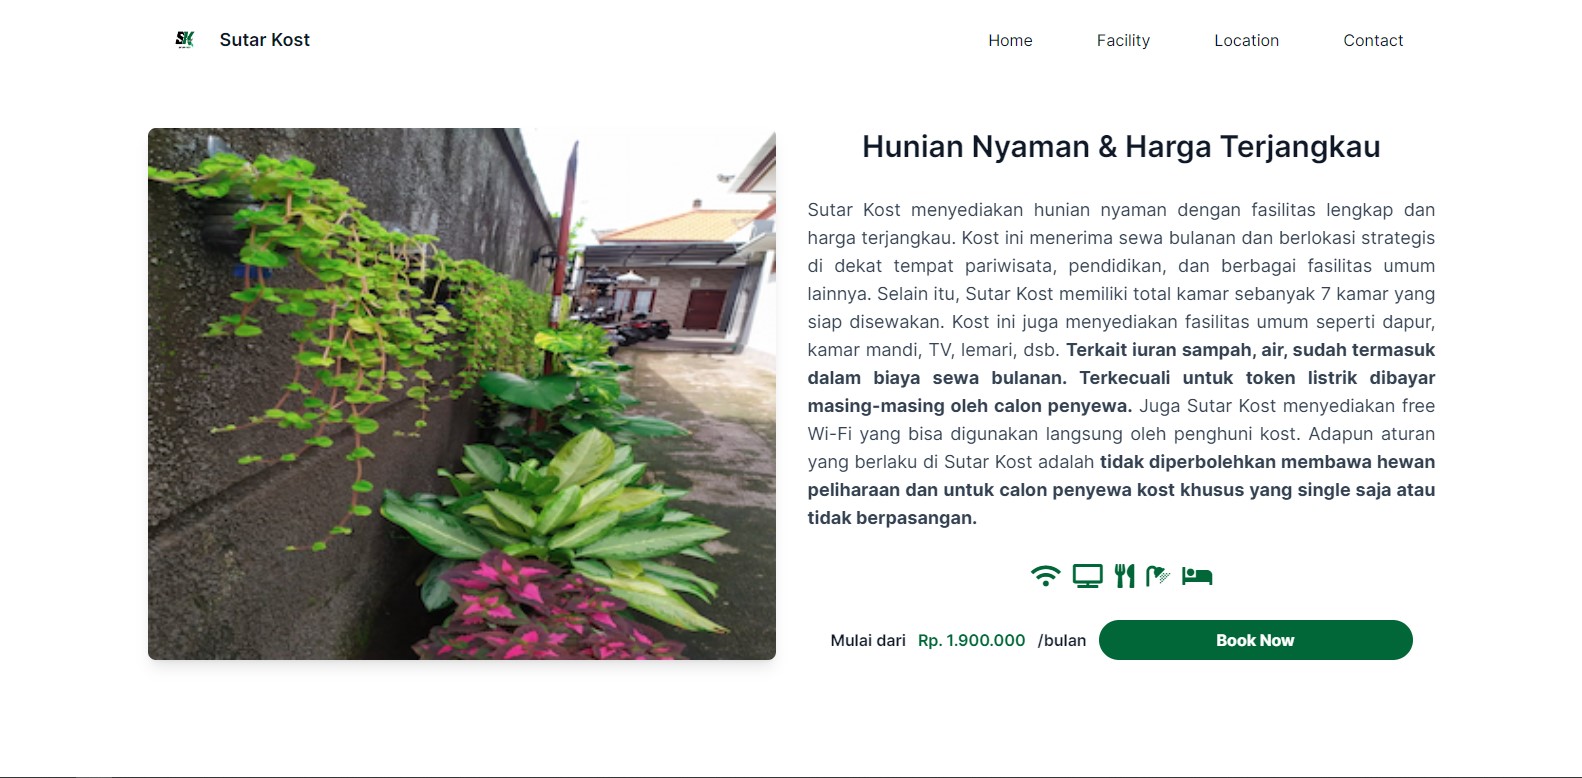 SK
Sutar Kost
Home
Facility
Location
Contact
Hunian Nyaman & Harga Terjangkau
Sutar Kost menyediakan hunian nyaman dengan fasilitas lengkap dan
harga terjangkau. Kost ini menerima sewa bulanan dan berlokasi strategis
di dekat tempat pariwisata, pendidikan, dan berbagai fasilitas umum
lainnya. Selain itu, Sutar Kost memiliki total kamar sebanyak 7 kamar yang
siap disewakan. Kost ini juga menyediakan fasilitas umum seperti dapur,
kamar mandi, TV, lemari, dsb. Terkait iuran sampah, air, sudah termasuk
dalam biaya sewa bulanan. Terkecuali untuk token listrik dibayar
masing-masing oleh calon penyewa. Juga Sutar Kost menyediakan free
Wi-Fi yang bisa digunakan langsung oleh penghuni kost. Adapun aturan
yang berlaku di Sutar Kost adalah tidak diperbolehkan membawa hewan
peliharaan dan untuk calon penyewa kost khusus yang single saja atau
tidak berpasangan.
Mulai dari Rp. 1.900.000 /bulan
Book Now